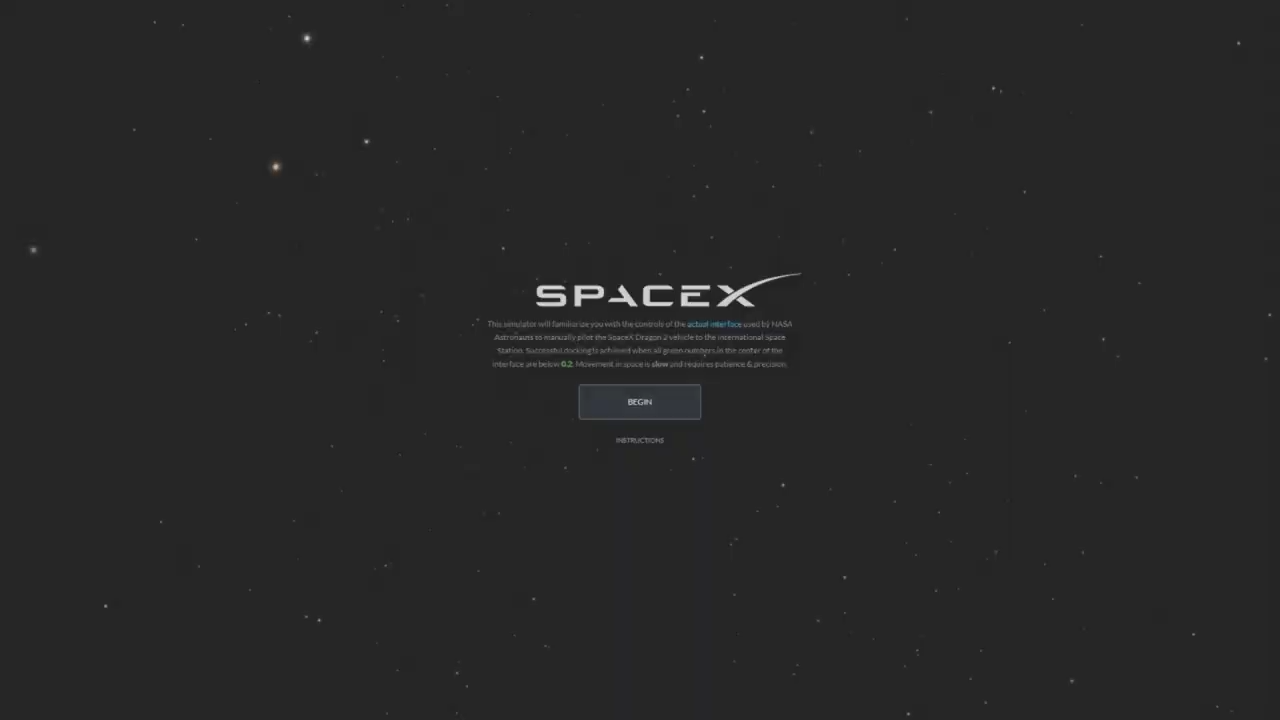 SPACEX
This simulator will familiarize you with the controls of the actual interface used by NASA
Astronauts to manually pilot the SpaceX Dragon 2 vehicle to the International Space
Station. Successful docking is achieved when all green numbers in the center of the
interface are below 0.2. Movement in space is slow and requires patience & precision.
BEGIN
INSTRUCTIONS